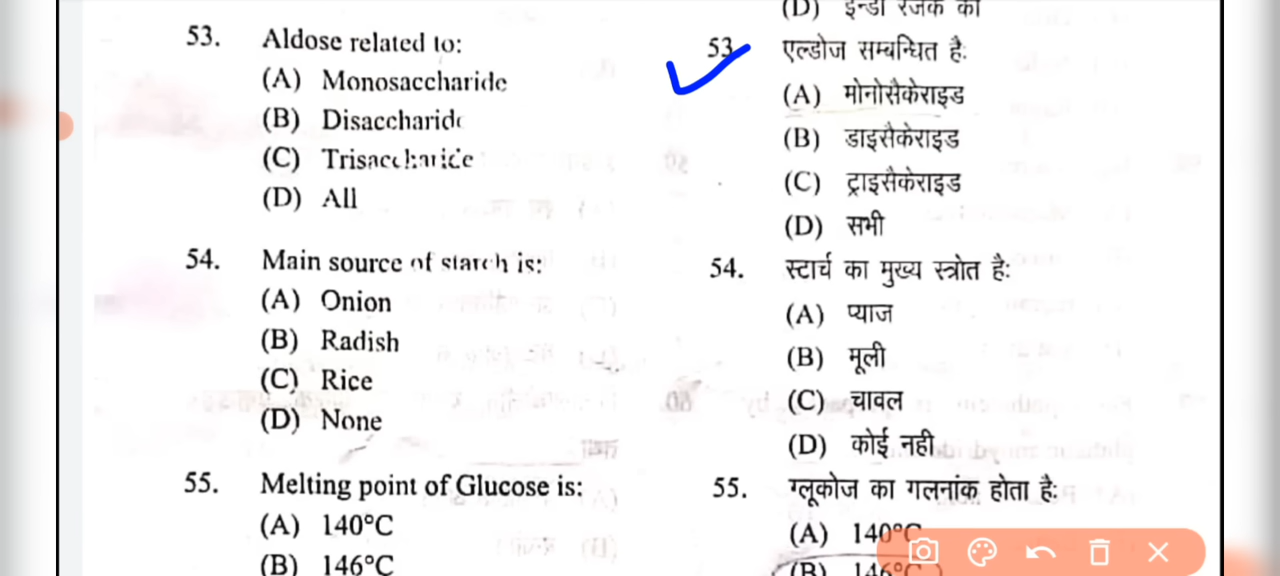 53. Aldose related to:
(A) Monosaccharide
(B) Disaccharide
(C) Trisaccharide
(D) All
54. Main source of starch is:
(A) Onion
(B) Radish
(C) Rice
(D) None
55. Melting point of Glucose is:
(A) 140°C
(B) 146°C
(D) इन्डी रंजक की
53. एल्डोज सम्बन्धित है:
(A) मोनोसैकेराइड
(B) डाइसैकेराइड
(C) ट्राइसैकेराइड
(D) सभी
54. स्टार्च का मुख्य स्त्रोत है:
(A) प्याज
(B) मूली
(C) चावल
(D) कोई नही
55. ग्लूकोज का गलनांक होता है:
(A) 140°C
(B) 146°C